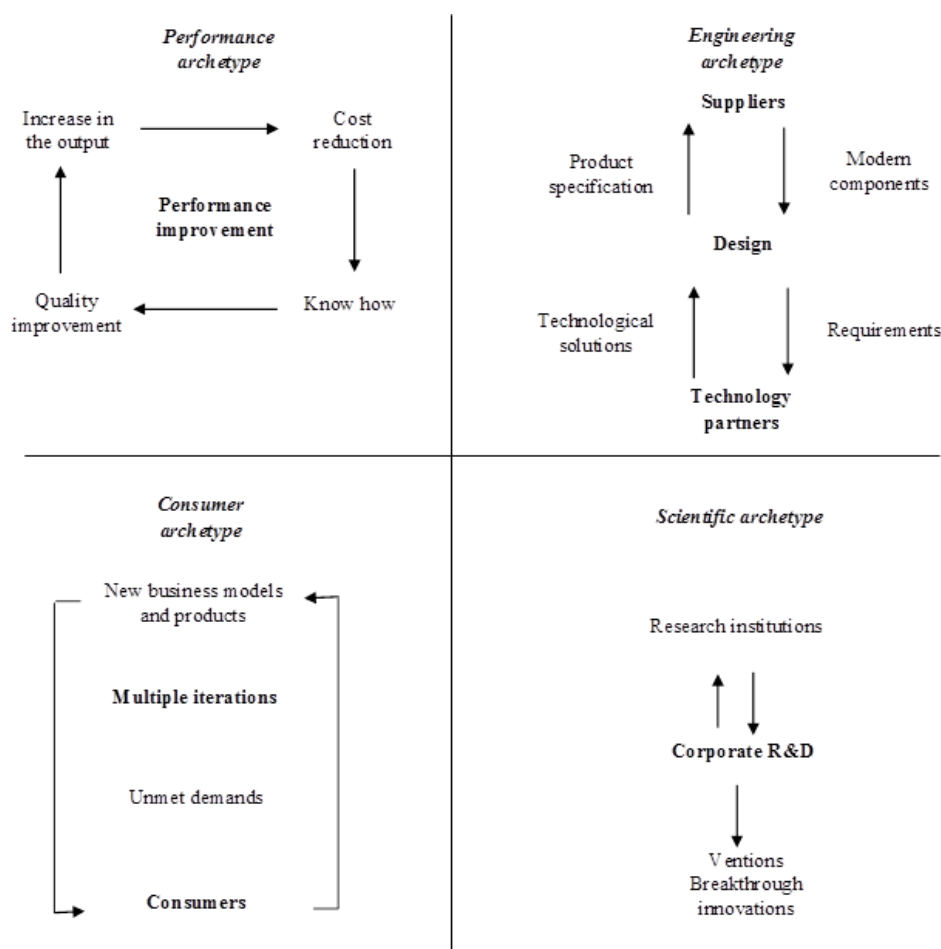 Performance
archetype
Increase in
the output
Cost
reduction
Performance
improvement
Quality
improvement
Know how
Engineering
archetype
Suppliers
Product
specification
Modern
components
Design
Technological
solutions
Requirements
Technology
partners
Consumer
archetype
New business models
and products
Multiple iterations
Unmet demands
Consumers
Scientific archetype
Research institutions
Corporate R&D
Ventions
Breakthrough
innovations